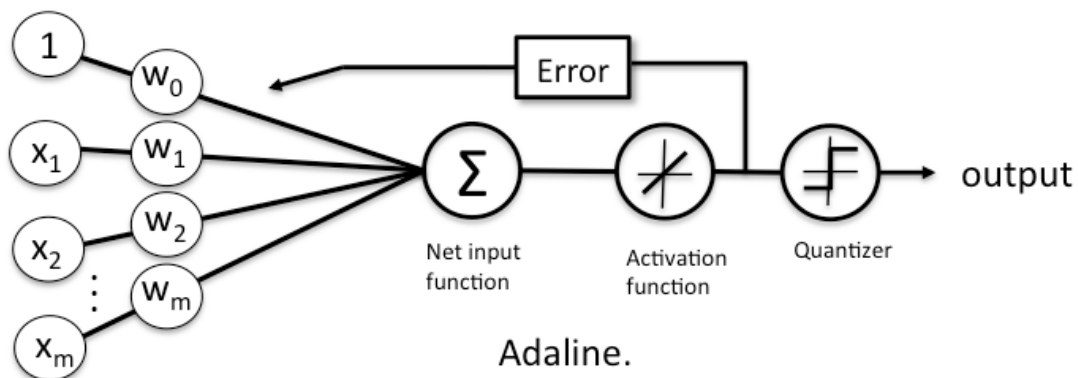 1
w₀
Error
x₁
w₁
Σ
output
x₂
w₂
Net input
function
Activation
function
Quantizer
⋮
wₘ
xₘ
Adaline.